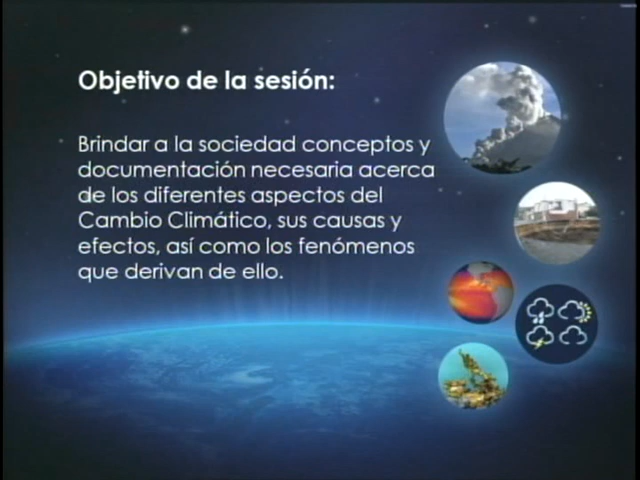 Objetivo de la sesión:
Brindar a la sociedad conceptos y
documentación necesaria acerca
de los diferentes aspectos del
Cambio Climático, sus causas y
efectos, así como los fenómenos
que derivan de ello.